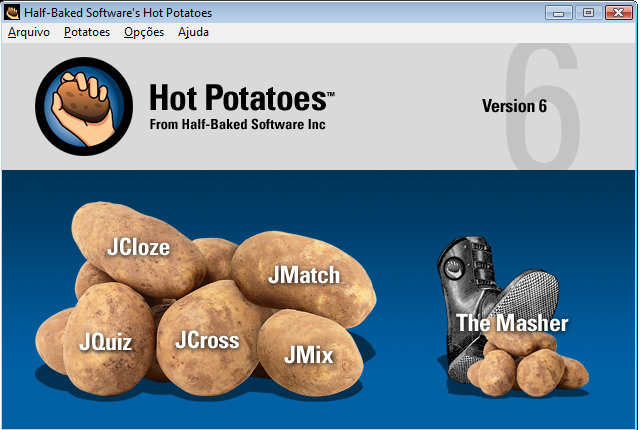 Half-Baked Software's Hot Potatoes
Arquivo Potatoes Opções Ajuda
Hot Potatoes™
From Half-Baked Software Inc
Version 6
6
JCloze
JMatch
JQuiz
JCross
JMix
The Masher